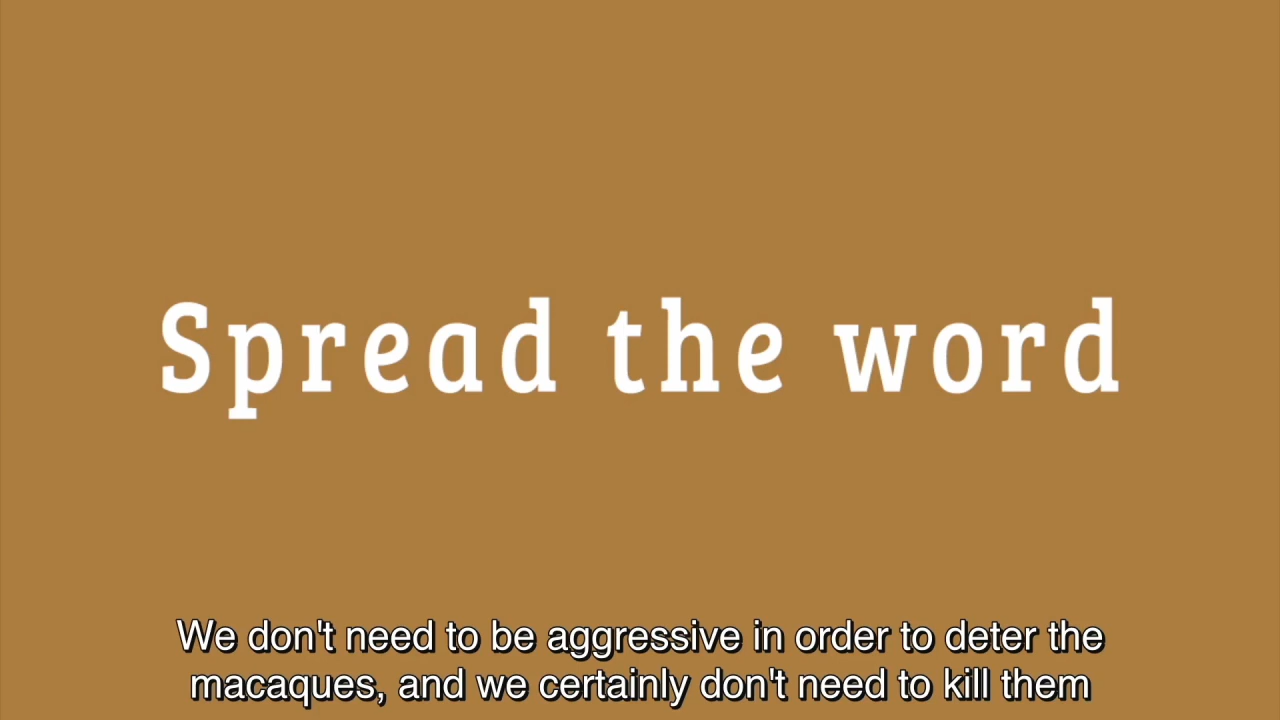 Spread the word
We don't need to be aggressive in order to deter the
macaques, and we certainly don't need to kill them